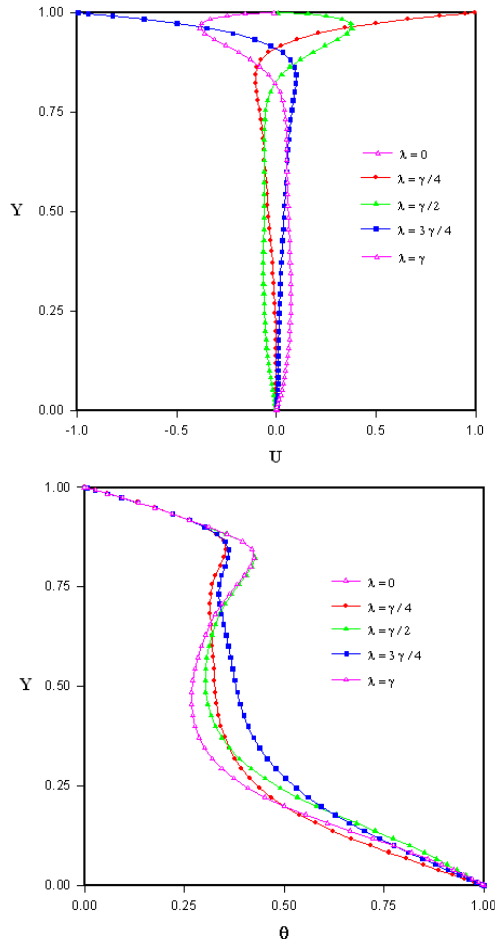 1.00
0.75
0.50
0.25
0.00
Y
-1.0 -0.5 0.0 0.5 1.0
U
λ = 0
λ = γ/4
λ = γ/2
λ = 3γ/4
λ = γ
1.00
0.75
0.50
0.25
0.00
Y
0.00 0.25 0.50 0.75 1.00
θ
λ = 0
λ = γ/4
λ = γ/2
λ = 3γ/4
λ = γ